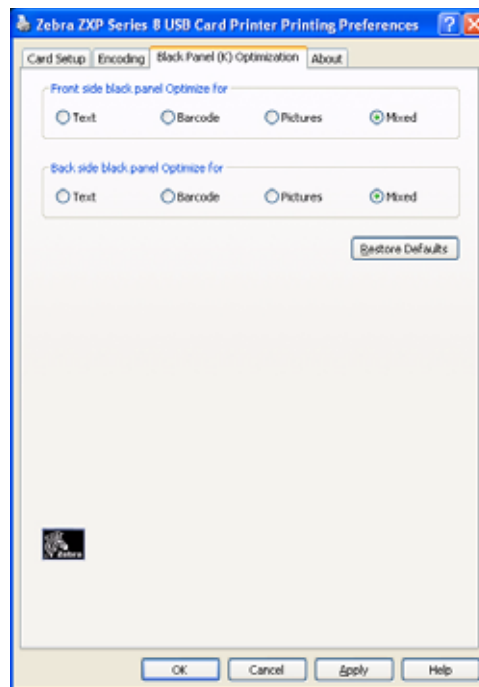 Zebra ZXP Series 8 USB Card Printer Printing Preferences
Card Setup Encoding Black Panel (K) Optimization About
Front side black panel Optimize for
Text Barcode Pictures Mixed
Back side black panel Optimize for
Text Barcode Pictures Mixed
Restore Defaults
Zebra
OK Cancel Apply Help